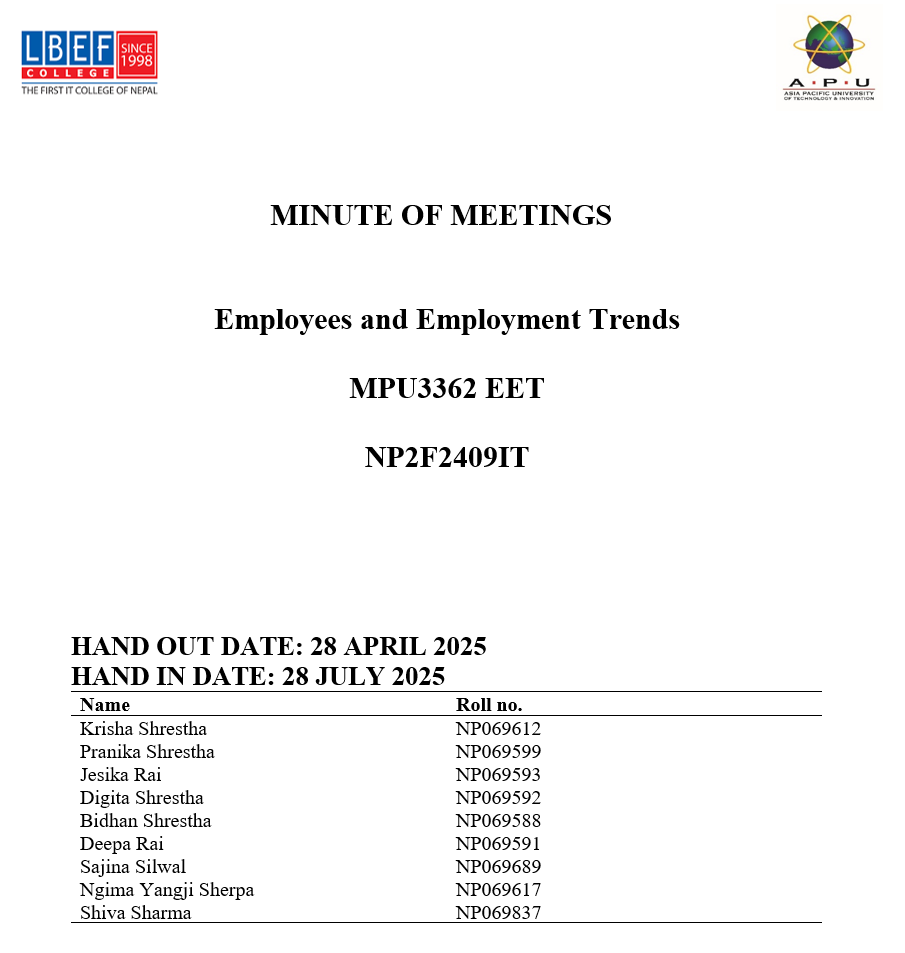 LBEF
COLLEGE
SINCE
1998
THE FIRST IT COLLEGE OF NEPAL
A·P·U
ASIA PACIFIC UNIVERSITY
OF TECHNOLOGY & INNOVATION
MINUTE OF MEETINGS
Employees and Employment Trends
MPU3362 EET
NP2F2409IT
HAND OUT DATE: 28 APRIL 2025
HAND IN DATE: 28 JULY 2025
Name Roll no.
Krisha Shrestha NP069612
Pranika Shrestha NP069599
Jesika Rai NP069593
Digita Shrestha NP069592
Bidhan Shrestha NP069588
Deepa Rai NP069591
Sajina Silwal NP069689
Ngima Yangji Sherpa NP069617
Shiva Sharma NP069837